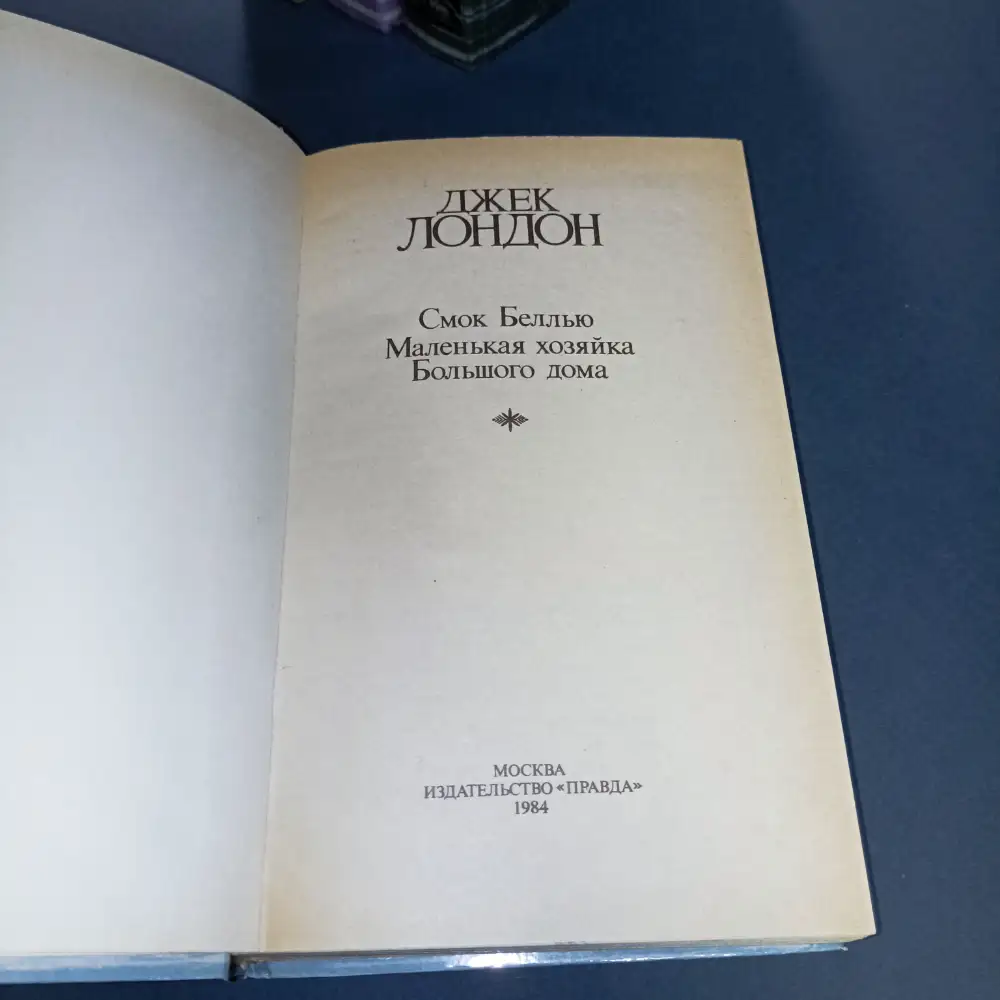 ДЖЕК
ЛОНДОН
Смок Беллью
Маленькая хозяйка
Большого дома
МОСКВА
ИЗДАТЕЛЬСТВО «ПРАВДА»
1984